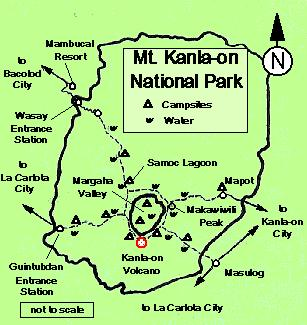 Mambucal
Resort
to
Bacolod
City
Mt. Kanla-on
National Park
Campsites
Water
N
Wasay
Entrance
Station
Samoc Lagoon
to
La Carlota
City
Margaha
Valley
Mapot
Makawiwili
Peak
to
Kanla-on
City
Guintubdan
Entrance
Station
Kanla-on
Volcano
Masulog
not to scale
to La Carlota
City